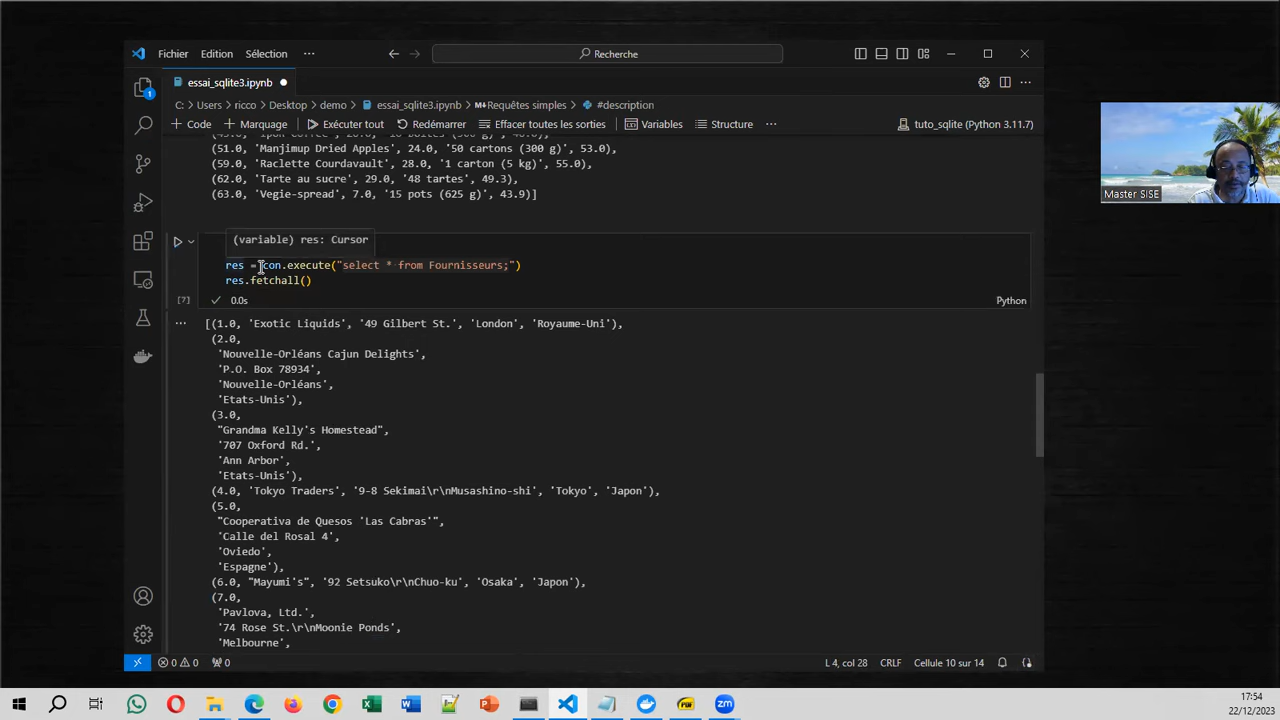 Fichier Edition Sélection ··· Recherche
essai_sqlite3.ipynb
C: > Users > ricco > Desktop > demo > essai_sqlite3.ipynb > Requêtes simples > #description
+ Code + Marquage Exécuter tout Redémarrer Effacer toutes les sorties Variables Structure ··· tuto_sqlite (Python 3.11.7)
(51.0, 'Manjimup Dried Apples', 24.0, '50 cartons (300 g)', 53.0),
(59.0, 'Raclette Courdavault', 28.0, '1 carton (5 kg)', 55.0),
(62.0, 'Tarte au sucre', 29.0, '48 tartes', 49.3),
(63.0, 'Vegie-spread', 7.0, '15 pots (625 g)', 43.9)]
Master SISE
(variable) res: Cursor
res = con.execute("select * from Fournisseurs;")
res.fetchall()
[7] 0.0s Python
··· [(1.0, 'Exotic Liquids', '49 Gilbert St.', 'London', 'Royaume-Uni'),
(2.0,
'Nouvelle-Orléans Cajun Delights',
'P.O. Box 78934',
'Nouvelle-Orléans',
'Etats-Unis'),
(3.0,
"Grandma Kelly's Homestead",
'707 Oxford Rd.',
'Ann Arbor',
'Etats-Unis'),
(4.0, 'Tokyo Traders', '9-8 Sekimai\r\nMusashino-shi', 'Tokyo', 'Japon'),
(5.0,
"Cooperativa de Quesos 'Las Cabras'",
'Calle del Rosal 4',
'Oviedo',
'Espagne'),
(6.0, "Mayumi's", '92 Setsuko\r\nChuo-ku', 'Osaka', 'Japon'),
(7.0,
'Pavlova, Ltd.',
'74 Rose St.\r\nMoonie Ponds',
'Melbourne',
0 0 0 L 4, col 28 CRLF Cellule 10 sur 14
17:54
22/12/2023